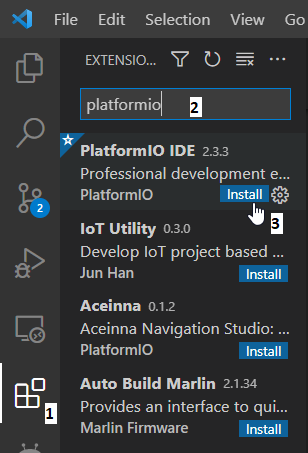 File Edit Selection View
EXTENSIO...
platformio
2
PlatformIO IDE 2.3.3
Professional development e...
PlatformIO Install
3
IoT Utility 0.3.0
Develop IoT project based ...
Jun Han Install
2
Aceinna 0.1.2
Aceinna Navigation Studio: ...
PlatformIO Install
1
Auto Build Marlin 2.1.34
Provides an interface to qui...
Marlin Firmware Install